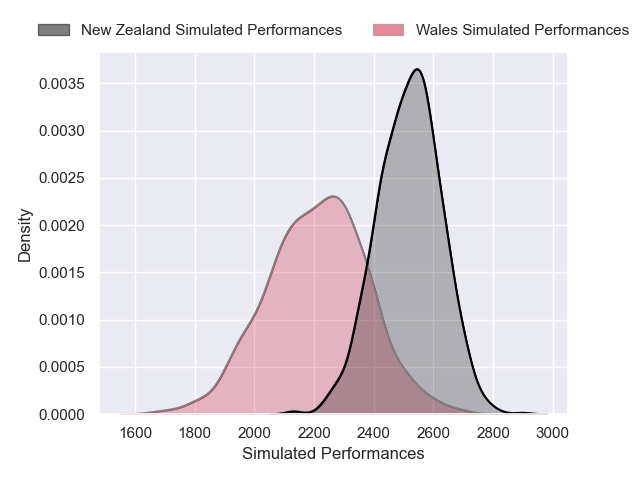 New Zealand Simulated Performances Wales Simulated Performances
0.0035
0.0030
0.0025
0.0020
0.0015
0.0010
0.0005
0.0000
Density
1600 1800 2000 2200 2400 2600 2800 3000
Simulated Performances